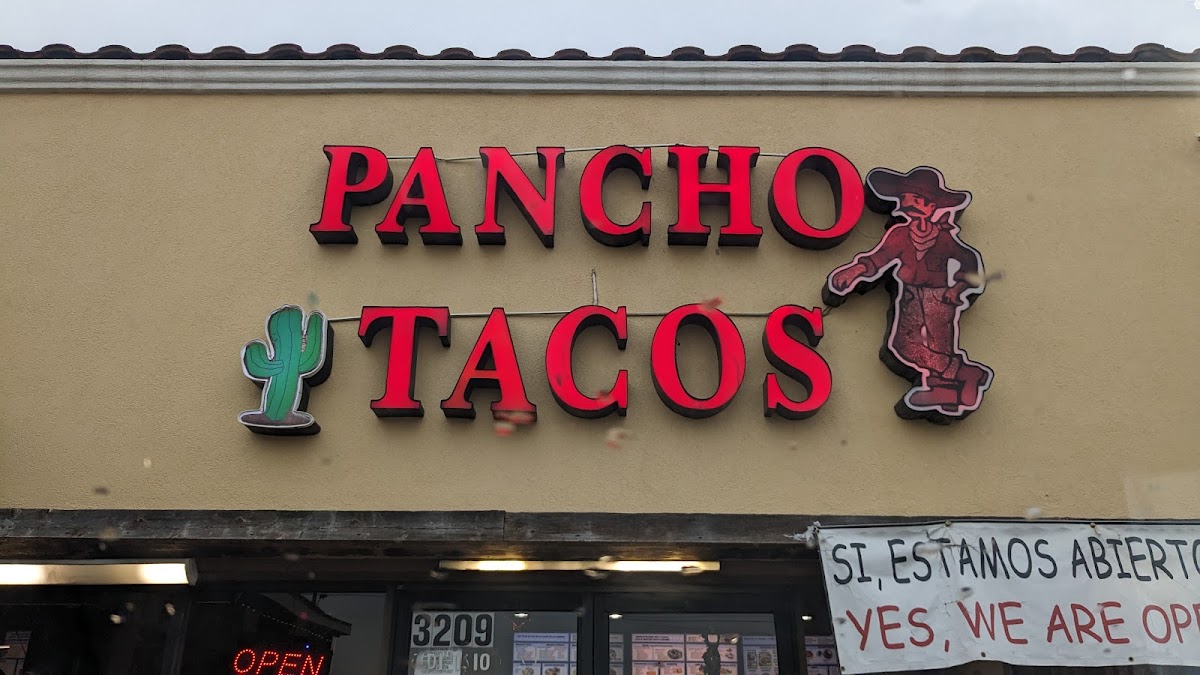 PANCHO
TACOS
SI, ESTAMOS ABIERTO
YES, WE ARE OPE
3209
OPEN